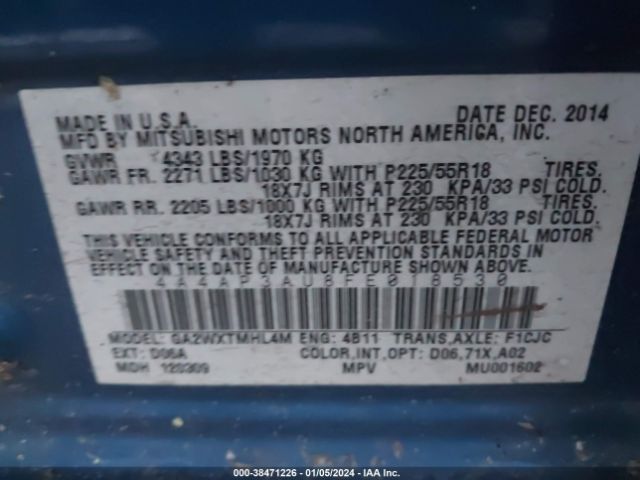 MADE IN U.S.A. DATE DEC. 2014
MFD BY MITSUBISHI MOTORS NORTH AMERICA, INC.
GVWR 4343 LBS/1970 KG
GAWR FR. 2271 LBS/1030 KG WITH P225/55R18 TIRES,
18X7J RIMS AT 230 KPA/33 PSI COLD.
GAWR RR. 2205 LBS/1000 KG WITH P225/55R18 TIRES,
18X7J RIMS AT 230 KPA/33 PSI COLD.
THIS VEHICLE CONFORMS TO ALL APPLICABLE FEDERAL MOTOR
VEHICLE SAFETY AND THEFT PREVENTION STANDARDS IN
EFFECT ON THE DATE OF MANUFACTURE SHOWN ABOVE.
4A4AP3AU8FE018530
MODEL: GA2WXTMHL4M ENG: 4B11 TRANS,AXLE: F1CJC
EXT: D06A COLOR,INT,OPT: D06,71X,A02
MDH 120309 MPV MU001602
000-38471226 - 01/05/2024 - IAA Inc.